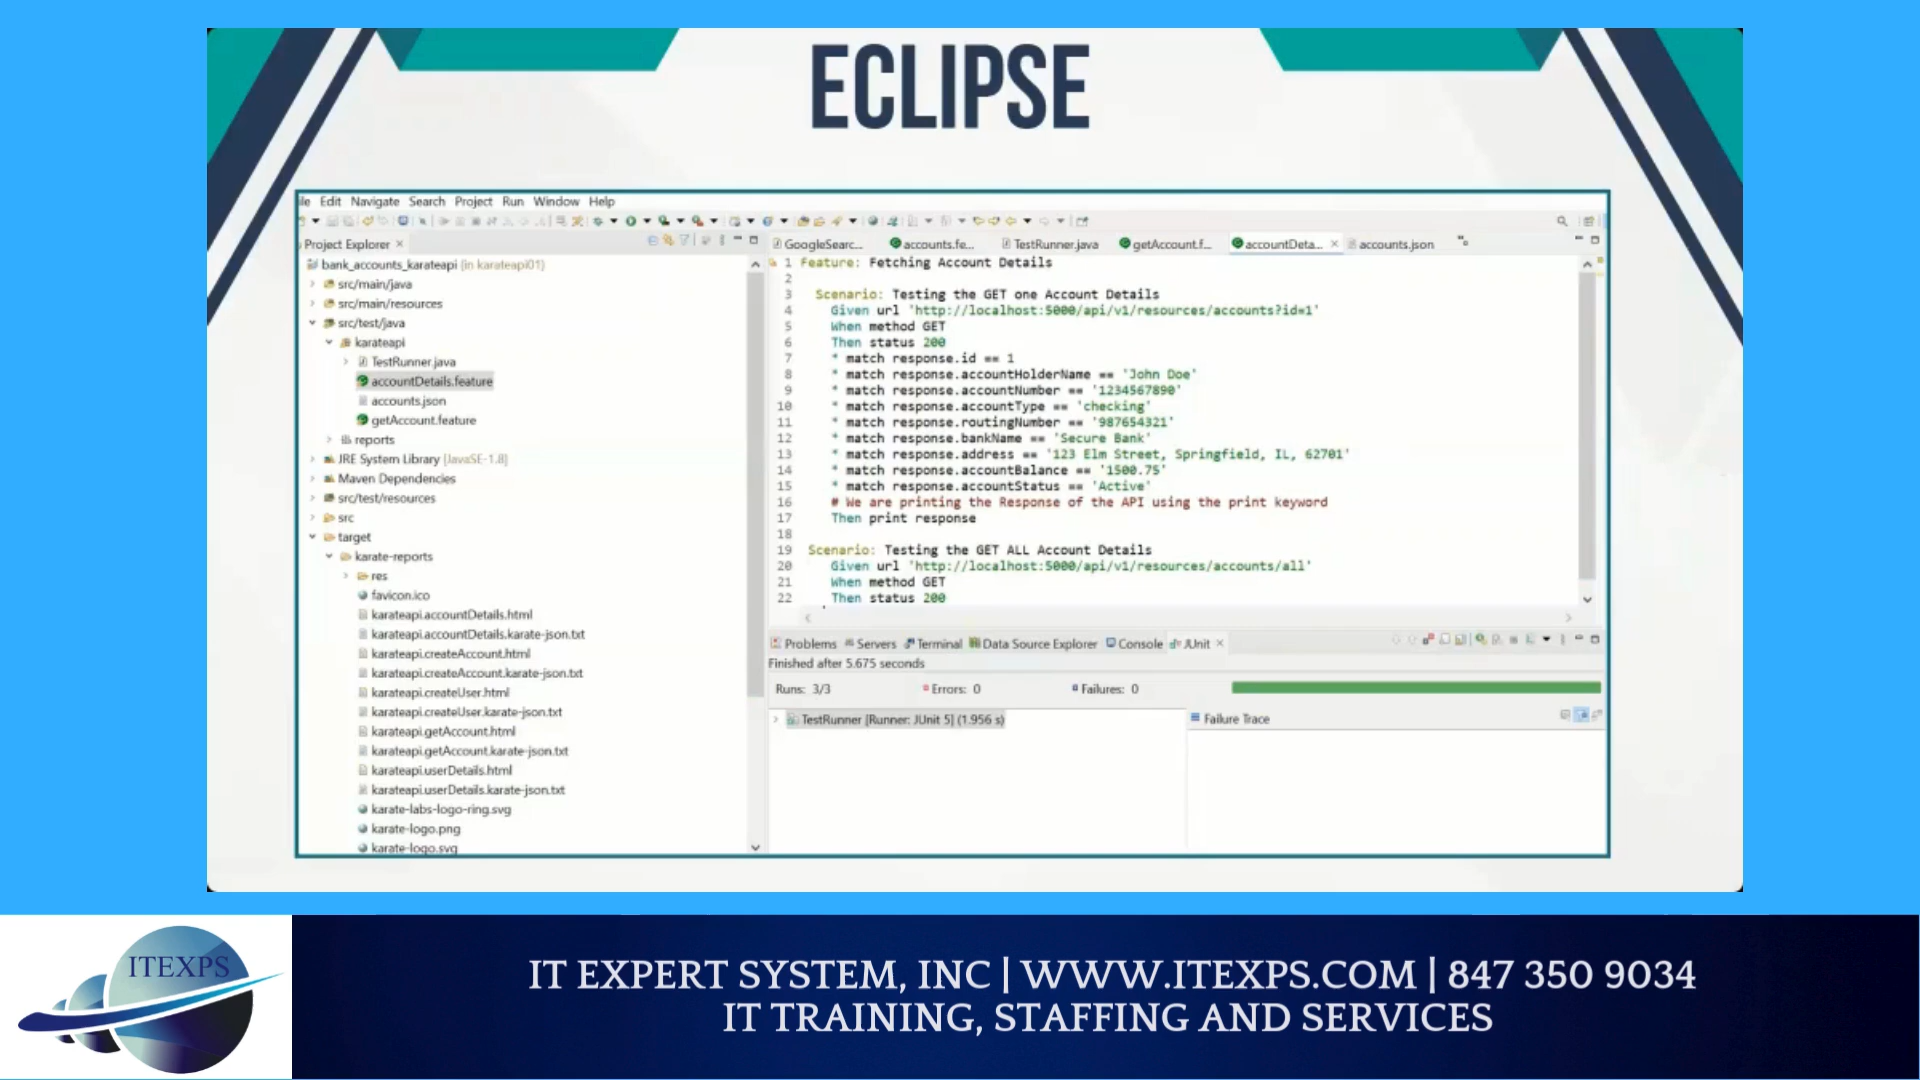 ECLIPSE
ile Edit Navigate Search Project Run Window Help
Project Explorer
bank_accounts_karateapi (in karateapi01)
src/main/java
src/main/resources
src/test/java
karateapi
TestRunner.java
accountDetails.feature
accounts.json
getAccount.feature
reports
JRE System Library [JavaSE-1.8]
Maven Dependencies
src/test/resources
src
target
karate-reports
res
favicon.ico
karateapi.accountDetails.html
karateapi.accountDetails.karate-json.txt
karateapi.createAccount.html
karateapi.createAccount.karate-json.txt
karateapi.createUser.html
karateapi.createUser.karate-json.txt
karateapi.getAccount.html
karateapi.getAccount.karate-json.txt
karateapi.userDetails.html
karateapi.userDetails.karate-json.txt
karate-labs-logo-ring.svg
karate-logo.png
karate-logo.svg
GoogleSearc... accounts.fe... TestRunner.java getAccount.f... accountDeta... accounts.json
1 Feature: Fetching Account Details
2
3 Scenario: Testing the GET one Account Details
4 Given url 'http://localhost:5000/api/v1/resources/accounts?id=1'
5 When method GET
6 Then status 200
7 * match response.id == 1
8 * match response.accountHolderName == 'John Doe'
9 * match response.accountNumber == '1234567890'
10 * match response.accountType == 'checking'
11 * match response.routingNumber == '987654321'
12 * match response.bankName == 'Secure Bank'
13 * match response.address == '123 Elm Street, Springfield, IL, 62701'
14 * match response.accountBalance == '1500.75'
15 * match response.accountStatus == 'Active'
16 # We are printing the Response of the API using the print keyword
17 Then print response
18
19 Scenario: Testing the GET ALL Account Details
20 Given url 'http://localhost:5000/api/v1/resources/accounts/all'
21 When method GET
22 Then status 200
Problems Servers Terminal Data Source Explorer Console JUnit
Finished after 5.675 seconds
Runs: 3/3 Errors: 0 Failures: 0
TestRunner [Runner: JUnit 5] (1.956 s)
Failure Trace
ITEXPS
IT EXPERT SYSTEM, INC | WWW.ITEXPS.COM | 847 350 9034
IT TRAINING, STAFFING AND SERVICES